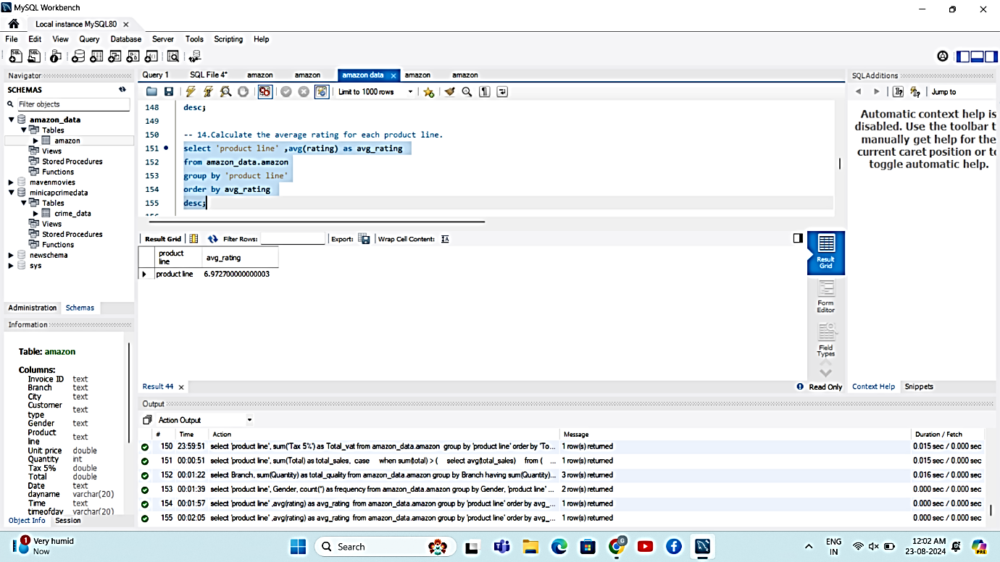 MySQL Workbench
Local instance MySQL80
File Edit View Query Database Server Tools Scripting Help
Navigator
SCHEMAS
Filter objects
amazon_data
Tables
amazon
Views
Stored Procedures
Functions
mavenmovies
minicapcrimedata
Tables
crime_data
Views
Stored Procedures
Functions
newschema
sys
Administration Schemas
Information
Table: amazon
Columns:
Invoice ID text
Branch text
City text
Customer type text
Gender text
Product line text
Unit price double
Quantity int
Tax 5% double
Total double
Date text
dayname varchar(20)
Time text
timeofday varchar(20)
Object Info Session
Query 1 SQL File 4* amazon amazon amazon data amazon amazon
Limit to 1000 rows
148 desc;
149
150 -- 14.Calculate the average rating for each product line.
151 select 'product line' ,avg(rating) as avg_rating
152 from amazon_data.amazon
153 group by 'product line'
154 order by avg_rating
155 desc;
Result Grid Filter Rows: Export: Wrap Cell Content: IA
product line avg_rating
product line 6.972700000000003
Result Grid
Form Editor
Field Types
Result 44
Read Only
Output
Action Output
# Time Action Message Duration / Fetch
150 23:59:51 select 'product line', sum('Tax 5%') as Total_vat from amazon_data.amazon group by 'product line' order by 'To... 1 row(s) returned 0.015 sec / 0.000 sec
151 00:00:51 select 'product line', sum(Total) as total_sales, case when sum(total) > ( select avg(total_sales) from ( ... 1 row(s) returned 0.015 sec / 0.000 sec
152 00:01:22 select Branch, sum(Quantity) as total_quality from amazon_data.amazon group by Branch having sum(Quantity)... 3 row(s) returned 0.016 sec / 0.000 sec
153 00:01:39 select 'product line', Gender, count(*) as frequency from amazon_data.amazon group by Gender, 'product line' ... 2 row(s) returned 0.000 sec / 0.000 sec
154 00:01:57 select 'product line' ,avg(rating) as avg_rating from amazon_data.amazon group by 'product line' order by avg_... 1 row(s) returned 0.000 sec / 0.000 sec
155 00:02:05 select 'product line' ,avg(rating) as avg_rating from amazon_data.amazon group by 'product line' order by avg_... 1 row(s) returned 0.000 sec / 0.000 sec
SQLAdditions
Jump to
Automatic context help is
disabled. Use the toolbar t
manually get help for the
current caret position or to
toggle automatic help.
Context Help Snippets
1
Very humid
Now
Search
G
ENG
IN
12:02 AM
23-08-2024
PRE